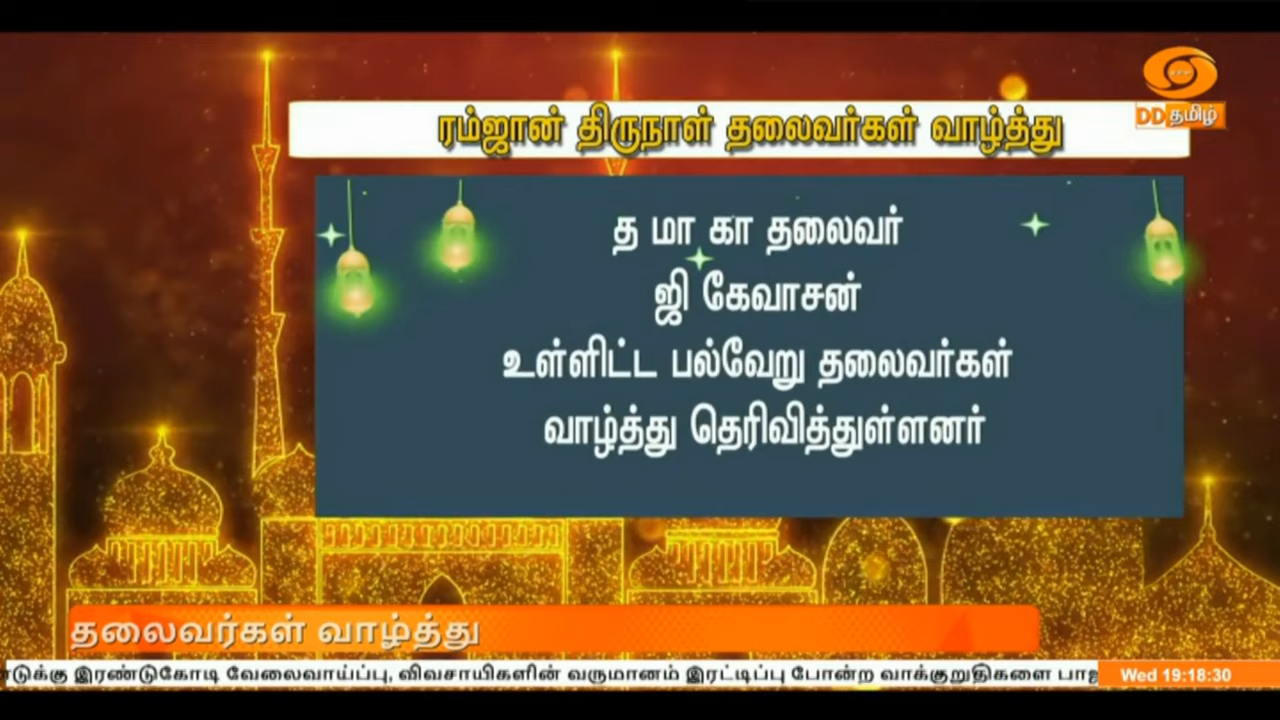 ரம்ஜான் திருநாள் தலைவர்கள் வாழ்த்து
DD தமிழ்
த மா கா தலைவர்
ஜி கேவாசன்
உள்ளிட்ட பல்வேறு தலைவர்கள்
வாழ்த்து தெரிவித்துள்ளனர்
தலைவர்கள் வாழ்த்து
இரண்டுகோடி வேலைவாய்ப்பு, விவசாயிகளின் வருமானம் இரட்டிப்பு போன்ற வாக்குறுதிகளை
Wed 19:18:30